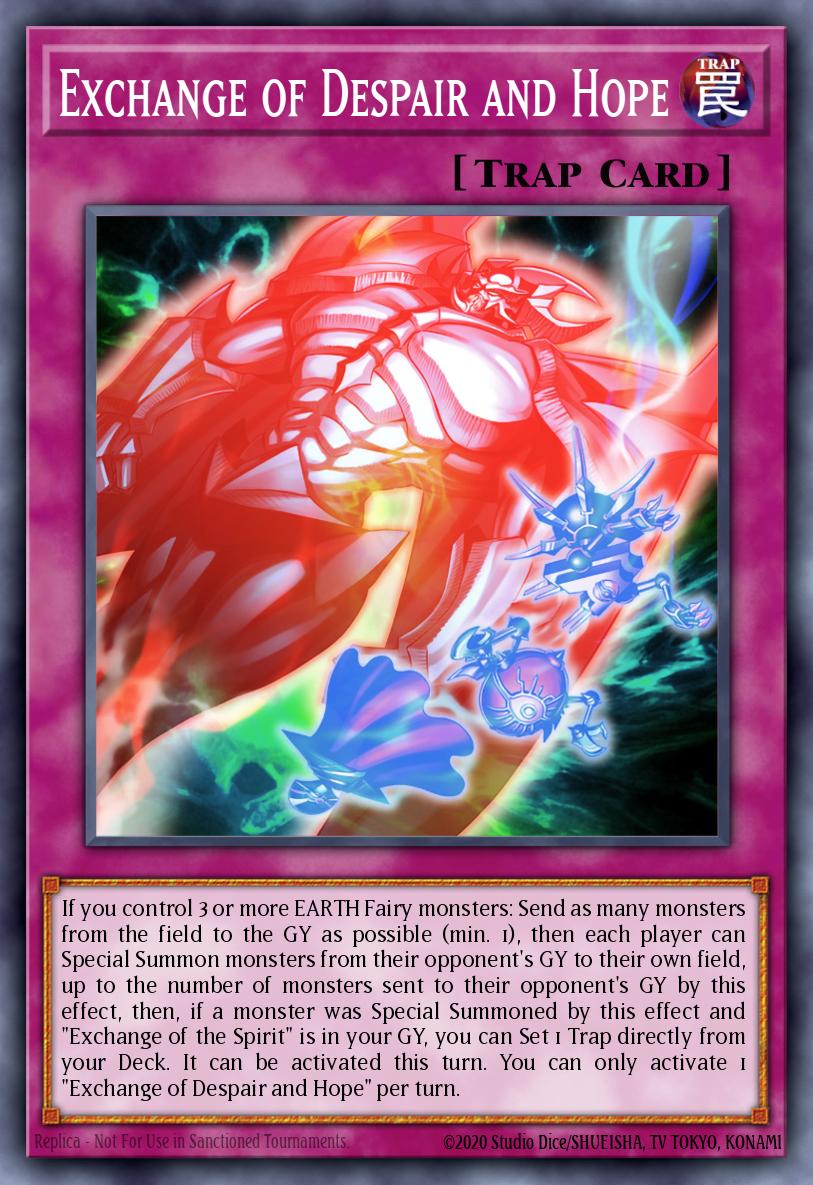 Exchange of Despair and Hope
TRAP
罠
[Trap Card]
If you control 3 or more EARTH Fairy monsters: Send as many monsters
from the field to the GY as possible (min. 1), then each player can
Special Summon monsters from their opponent's GY to their own field,
up to the number of monsters sent to their opponent's GY by this
effect, then, if a monster was Special Summoned by this effect and
"Exchange of the Spirit" is in your GY, you can Set 1 Trap directly from
your Deck. It can be activated this turn. You can only activate 1
"Exchange of Despair and Hope" per turn.
Replica - Not For Use in Sanctioned Tournaments.
©2020 Studio Dice/SHUEISHA, TV TOKYO, KONAMI